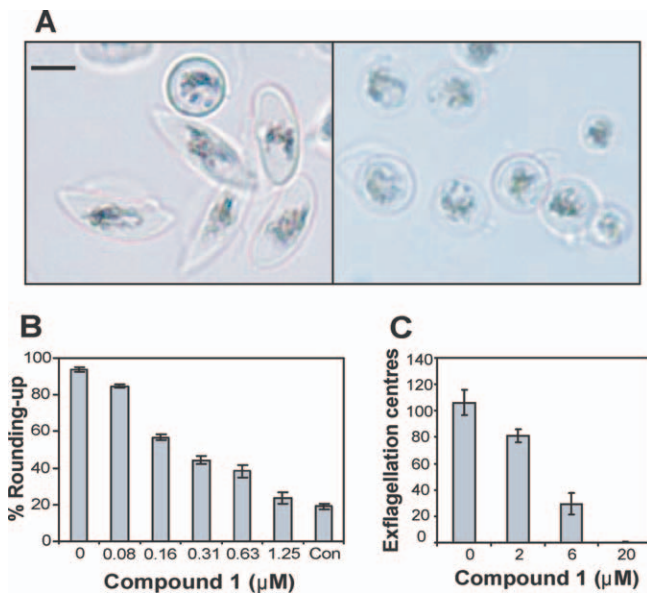 A
B
% Rounding-up
100
80
60
40
20
0
0 0.08 0.16 0.31 0.63 1.25 Con
Compound 1 (μM)
C
Exflagellation centres
140
120
100
80
60
40
20
0
0 2 6 20
Compound 1 (μM)